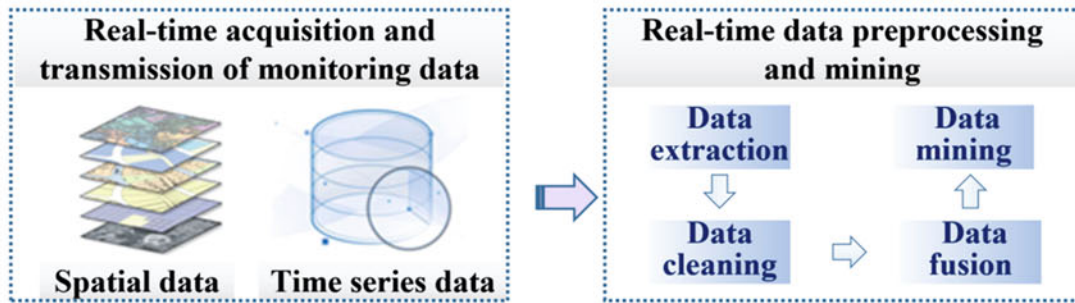 Real-time acquisition and
transmission of monitoring data
Spatial data
Time series data
Real-time data preprocessing
and mining
Data
extraction
Data
cleaning
Data
fusion
Data
mining